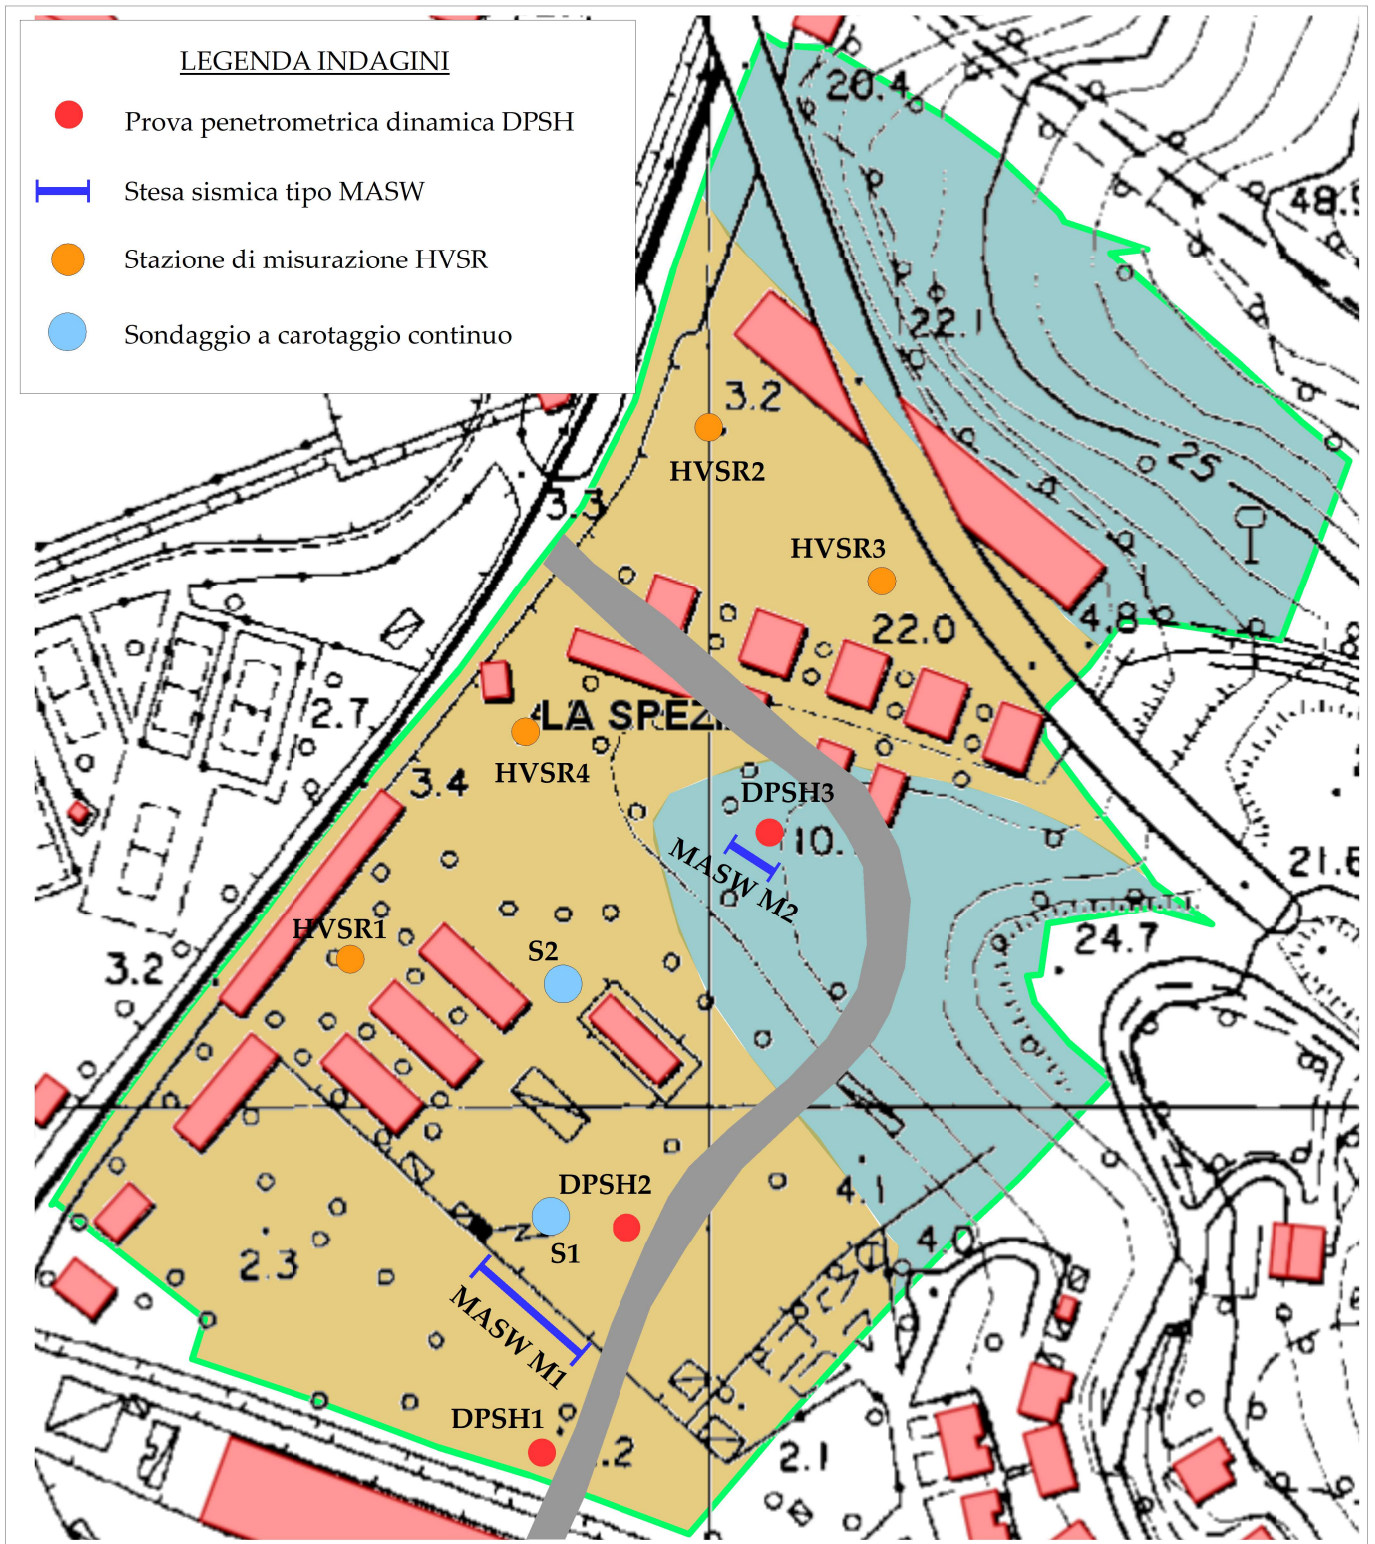 LEGENDA INDAGINI
Prova penetrometrica dinamica DPSH
Stesa sismica tipo MASW
Stazione di misurazione HVSR
Sondaggio a carotaggio continuo
20.4
48.9
22.1
3.2
HVSR2
25
3.3
HVSR3
22.0
4.8
2.7
LA SPEZI
HVSR4
3.4
DPSH3
10.
MASW M2
21.6
HVSR1
24.7
S2
3.2
DPSH2
4.1
S1
4.0
2.3
MASW M1
DPSH1
.2
2.1